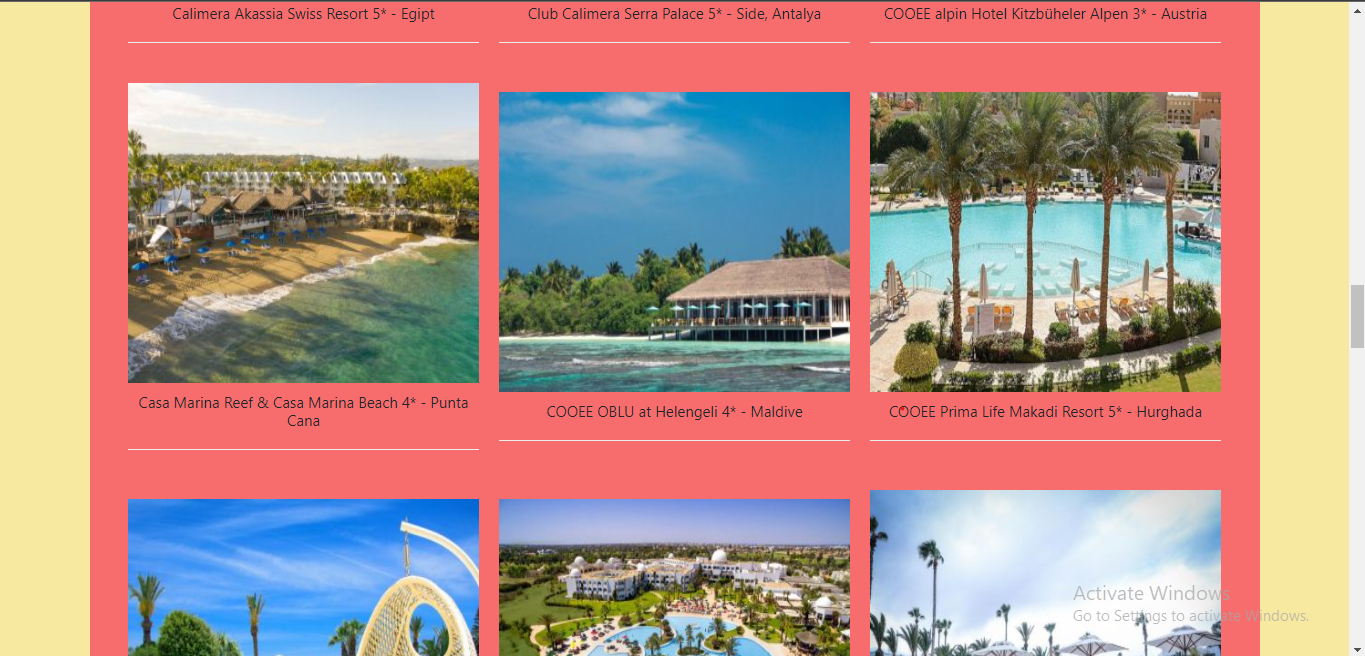 Calimera Akassia Swiss Resort 5* - Egipt
Club Calimera Serra Palace 5* - Side, Antalya
COOEE alpin Hotel Kitzbüheler Alpen 3* - Austria
Casa Marina Reef & Casa Marina Beach 4* - Punta
Cana
COOEE OBLU at Helengeli 4* - Maldive
COOEE Prima Life Makadi Resort 5* - Hurghada
Activate Windows
Go to Settings to activate Windows.